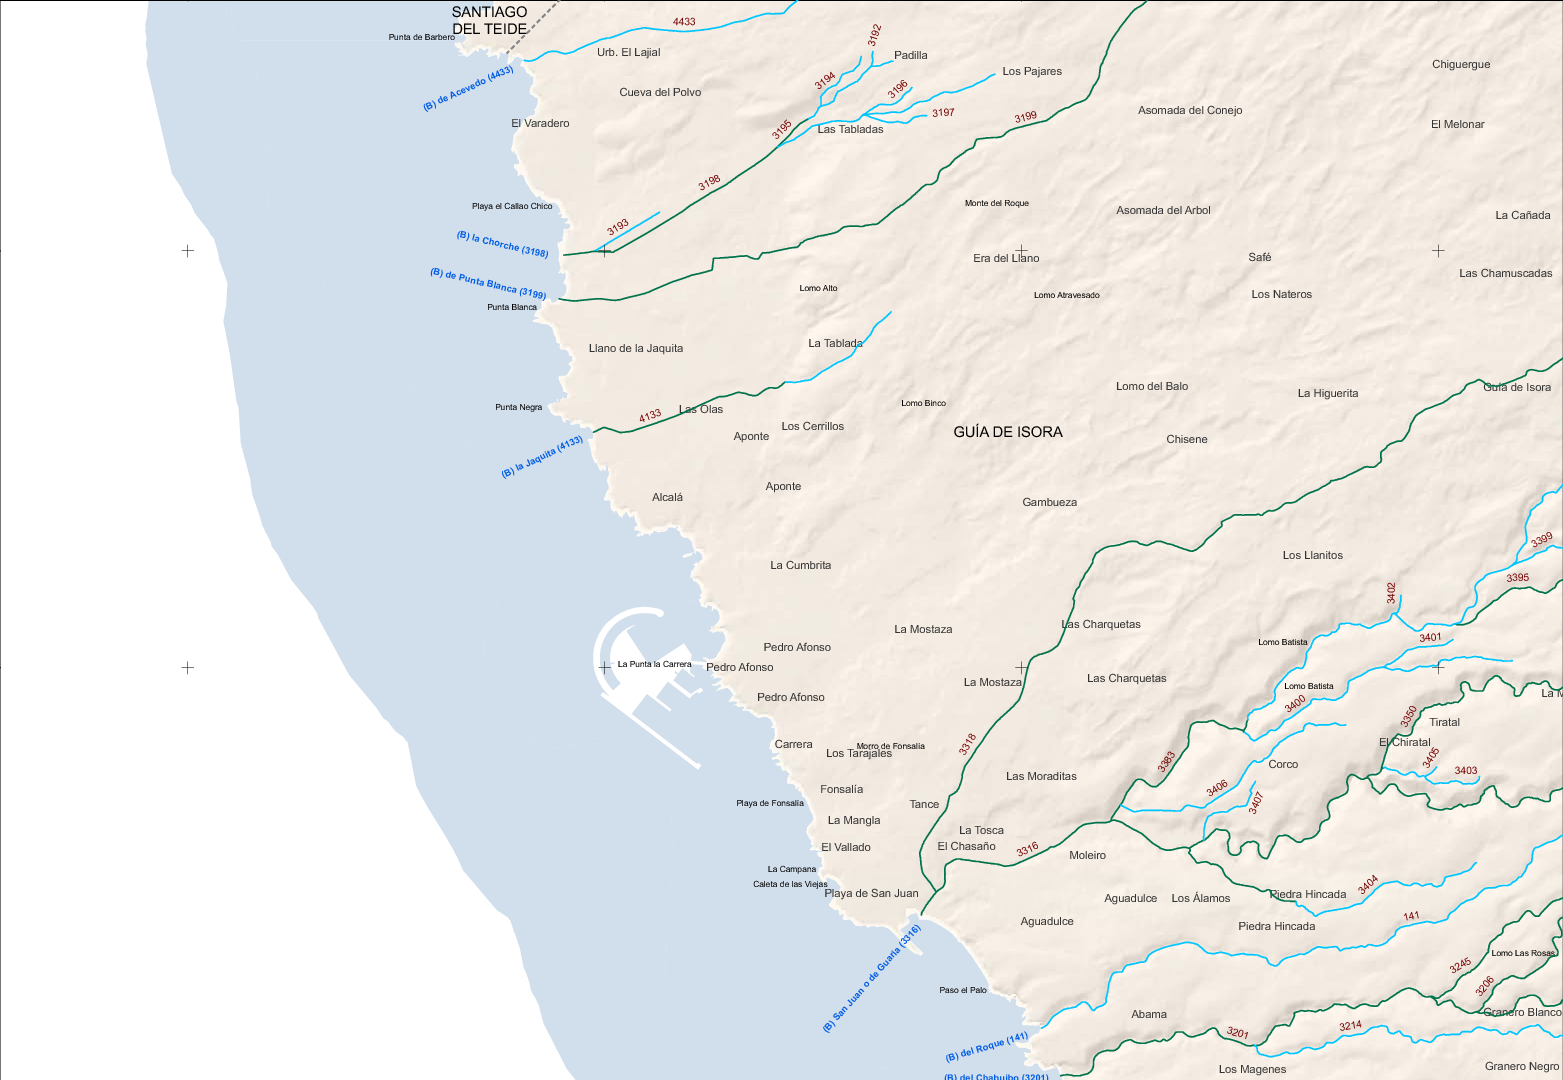 SANTIAGO
DEL TEIDE
4433
Punta de Barbero
Urb. El Lajial
3192
Padilla
Chiguergue
(B) de Acevedo (4433)
Cueva del Polvo
3194
3196
Los Pajares
Asomada del Conejo
El Varadero
3195
Las Tabladas
3197
3199
El Melonar
3198
Playa el Callao Chico
Monte del Roque
Asomada del Arbol
La Cañada
3193
(B) la Chorche (3198)
Era del Llano
Safé
Las Chamuscadas
(B) de Punta Blanca (3199)
Lomo Alto
Lomo Atravesado
Los Nateros
Punta Blanca
Llano de la Jaquita
La Tablada
Lomo del Balo
La Higuerita
Guía de Isora
Punta Negra
4133
Las Olas
Lomo Binco
Los Cerrillos
Aponte
GUÍA DE ISORA
Chisene
(B) la Jaquita (4133)
Alcalá
Aponte
Gambueza
Los Llanitos
3399
La Cumbrita
3395
3402
La Mostaza
Las Charquetas
Lomo Batista
3401
Pedro Afonso
La Punta la Carrera
Pedro Afonso
La Mostaza
Las Charquetas
Lomo Batista
3400
Pedro Afonso
La M
3350
Tiratal
Carrera
Los Tarajales
Morro de Fonsalía
3318
El Chiratal
3383
Corco
3405
3403
Las Moraditas
3406
3407
Fonsalía
Playa de Fonsalía
Tance
La Mangla
La Tosca
El Vallado
El Chasaño
3316
Moleiro
La Campana
Caleta de las Viejas
Playa de San Juan
Aguadulce
Los Álamos
Piedra Hincada
3404
Aguadulce
Piedra Hincada
141
(B) San Juan o de Guaria (3316)
Lomo Las Rosas
3245
3206
Paso el Palo
Abama
Granero Blanco
3201
3214
(B) del Roque (141)
Los Magenes
Granero Negro
(B) del Chabuibo (3201)